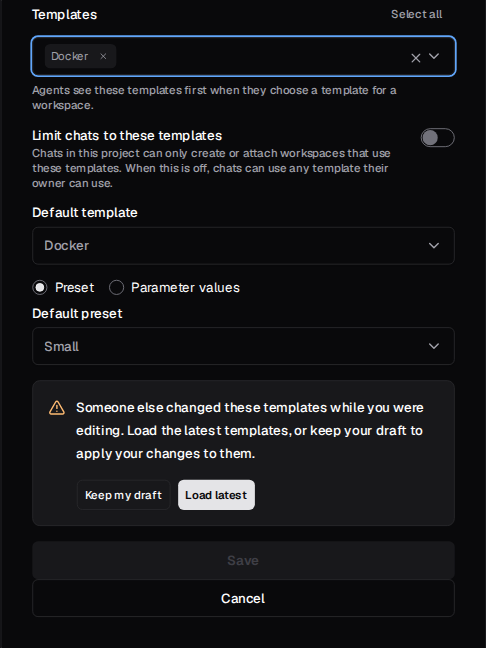 Templates
Select all
Docker
Agents see these templates first when they choose a template for a
workspace.
Limit chats to these templates
Chats in this project can only create or attach workspaces that use
these templates. When this is off, chats can use any template their
owner can use.
Default template
Docker
Preset
Parameter values
Default preset
Small
Someone else changed these templates while you were
editing. Load the latest templates, or keep your draft to
apply your changes to them.
Keep my draft
Load latest
Save
Cancel